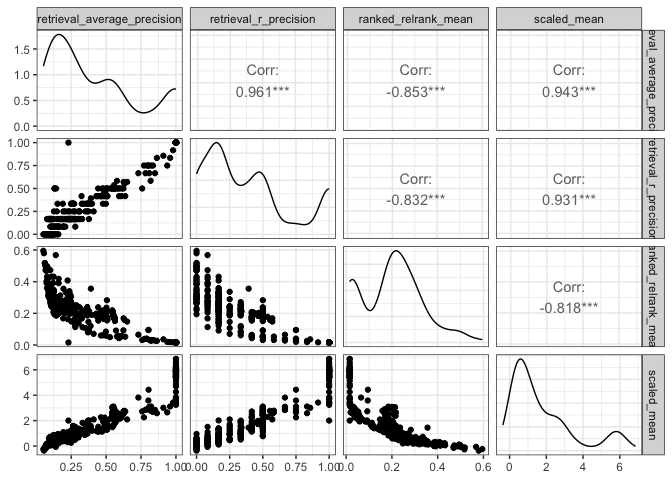 retrieval_average_precision
retrieval_r_precision
ranked_relrank_mean
scaled_mean
1.5
1.0
0.5
0.0
Corr:
0.961***
Corr:
-0.853***
Corr:
0.943***
eval_average_preci
1.00
0.75
0.50
0.25
0.00
Corr:
-0.832***
Corr:
0.931***
retrieval_r_precision
0.6
0.4
0.2
0.0
Corr:
-0.818***
anked_relrank_mea
6
4
2
0
scaled_mean
0.25
0.50
0.75
1.00
0.00
0.25
0.50
0.75
1.00
0.0
0.2
0.4
0.6
0
2
4
6